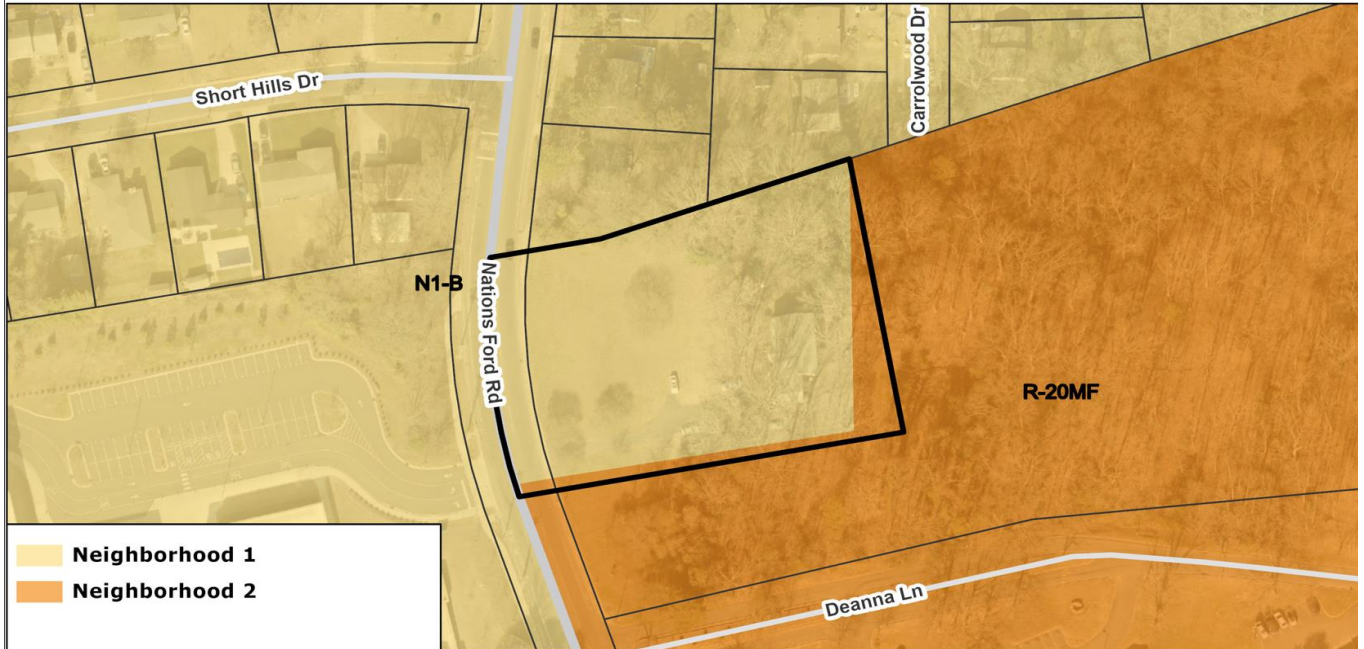 Short Hills Dr
Carrolwood Dr
N1-B
Nations Ford Rd
R-20MF
Neighborhood 1
Neighborhood 2
Deanna Ln